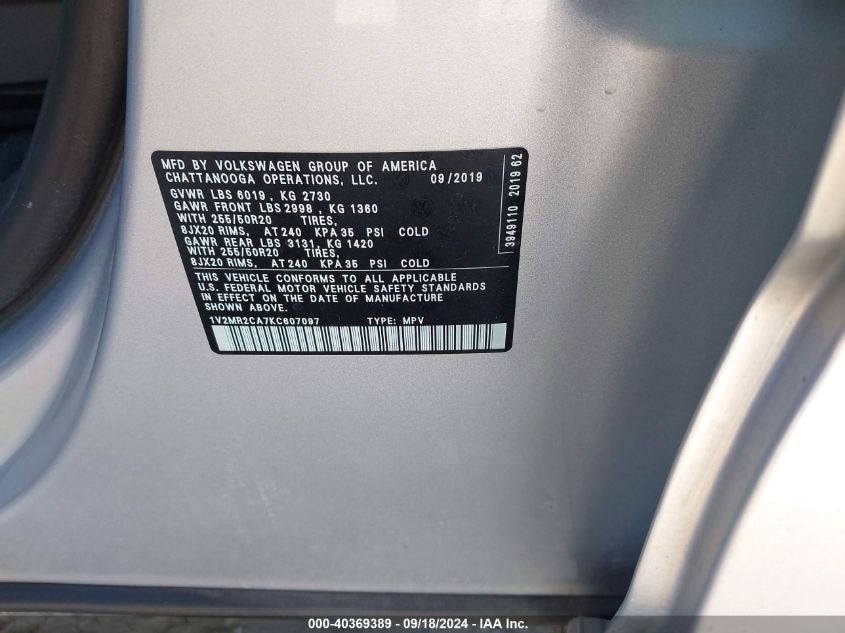 MFD BY VOLKSWAGEN GROUP OF AMERICA
CHATTANOOGA OPERATIONS, LLC. 09/2019
GVWR LBS 6019 , KG 2730
GAWR FRONT LBS 2998 , KG 1360
WITH 255/50R20 TIRES,
8JX20 RIMS, AT 240 KPA 35 PSI COLD
GAWR REAR LBS 3131, KG 1420
WITH 255/50R20 TIRES,
8JX20 RIMS, AT 240 KPA 35 PSI COLD
THIS VEHICLE CONFORMS TO ALL APPLICABLE
U.S. FEDERAL MOTOR VEHICLE SAFETY STANDARDS
IN EFFECT ON THE DATE OF MANUFACTURE
SHOWN ABOVE.
1V2MR2CA7KC607097 TYPE: MPV
3949110 2019 62
000-40369389 - 09/18/2024 - IAA Inc.